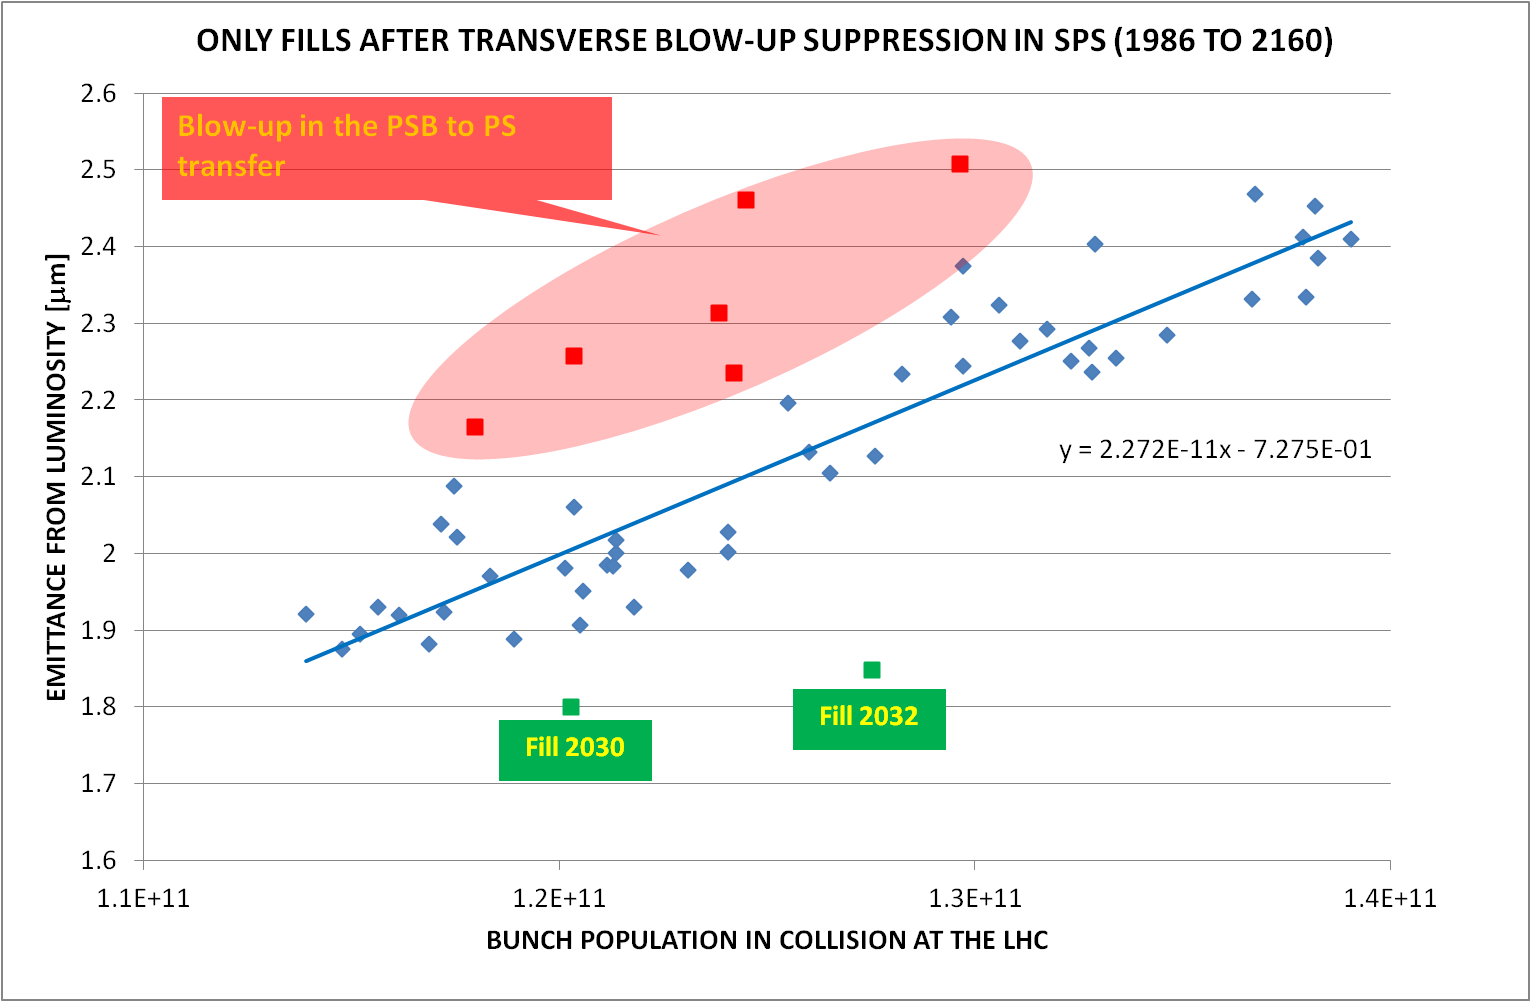 ONLY FILLS AFTER TRANSVERSE BLOW-UP SUPPRESSION IN SPS (1986 TO 2160)
EMITTANCE FROM LUMINOSITY [µm]
2.6
2.5
2.4
2.3
2.2
2.1
2
1.9
1.8
1.7
1.6
Blow-up in the PSB to PS
transfer
y = 2.272E-11x - 7.275E-01
Fill 2032
Fill 2030
1.1E+11
1.2E+11
1.3E+11
1.4E+11
BUNCH POPULATION IN COLLISION AT THE LHC